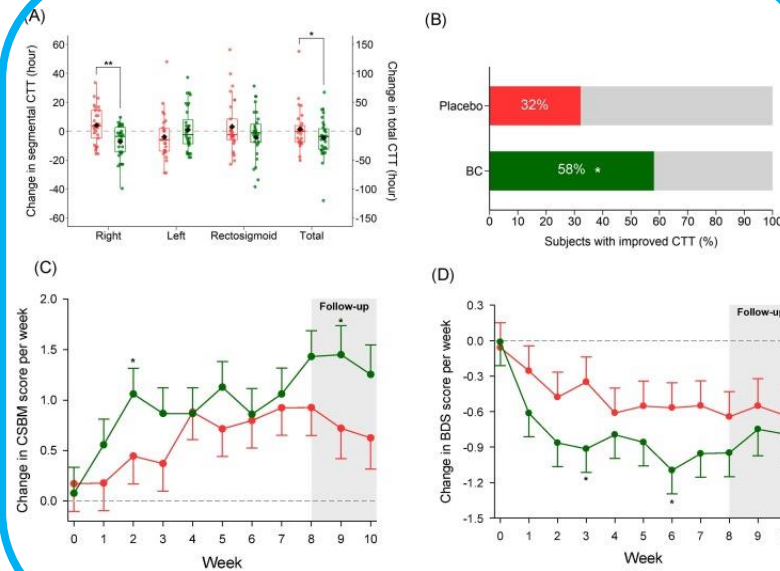 (A)
**
*
60
40
20
0
-20
-40
-60
Change in segmental CTT (hour)
150
100
50
0
-50
-100
-150
Change in total CTT (hour)
Right Left Rectosigmoid Total
(B)
Placebo
32%
BC
58% *
0 10 20 30 40 50 60 70 80 90 100
Subjects with improved CTT (%)
(C)
Follow-up
2.0
1.5
1.0
0.5
0.0
Change in CSBM score per week
*
*
0 1 2 3 4 5 6 7 8 9 10
Week
(D)
Follow-up
0.3
0.0
-0.3
-0.6
-0.9
-1.2
-1.5
Change in BDS score per week
*
*
0 1 2 3 4 5 6 7 8 9
Week